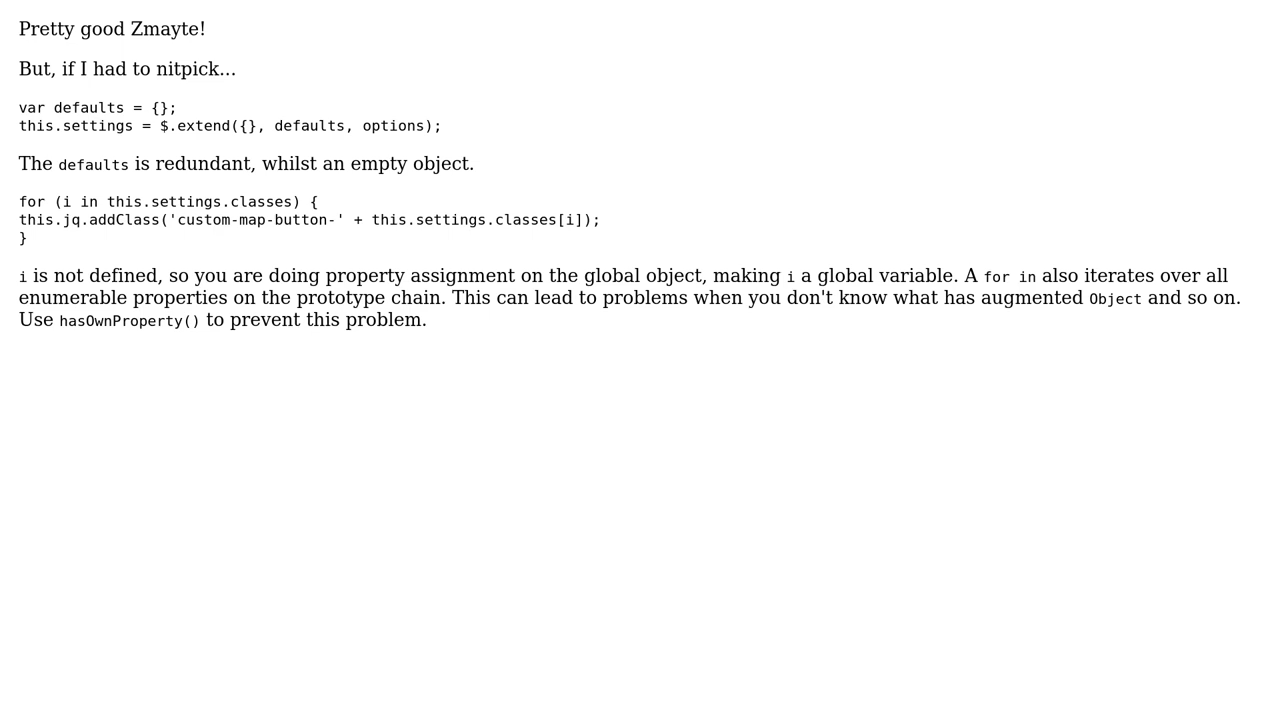 Pretty good Zmayte!
But, if I had to nitpick...
var defaults = {};
this.settings = $.extend({}, defaults, options);
The defaults is redundant, whilst an empty object.
for (i in this.settings.classes) {
this.jq.addClass('custom-map-button-' + this.settings.classes[i]);
}
i is not defined, so you are doing property assignment on the global object, making i a global variable. A for in also iterates over all
enumerable properties on the prototype chain. This can lead to problems when you don't know what has augmented Object and so on.
Use hasOwnProperty() to prevent this problem.